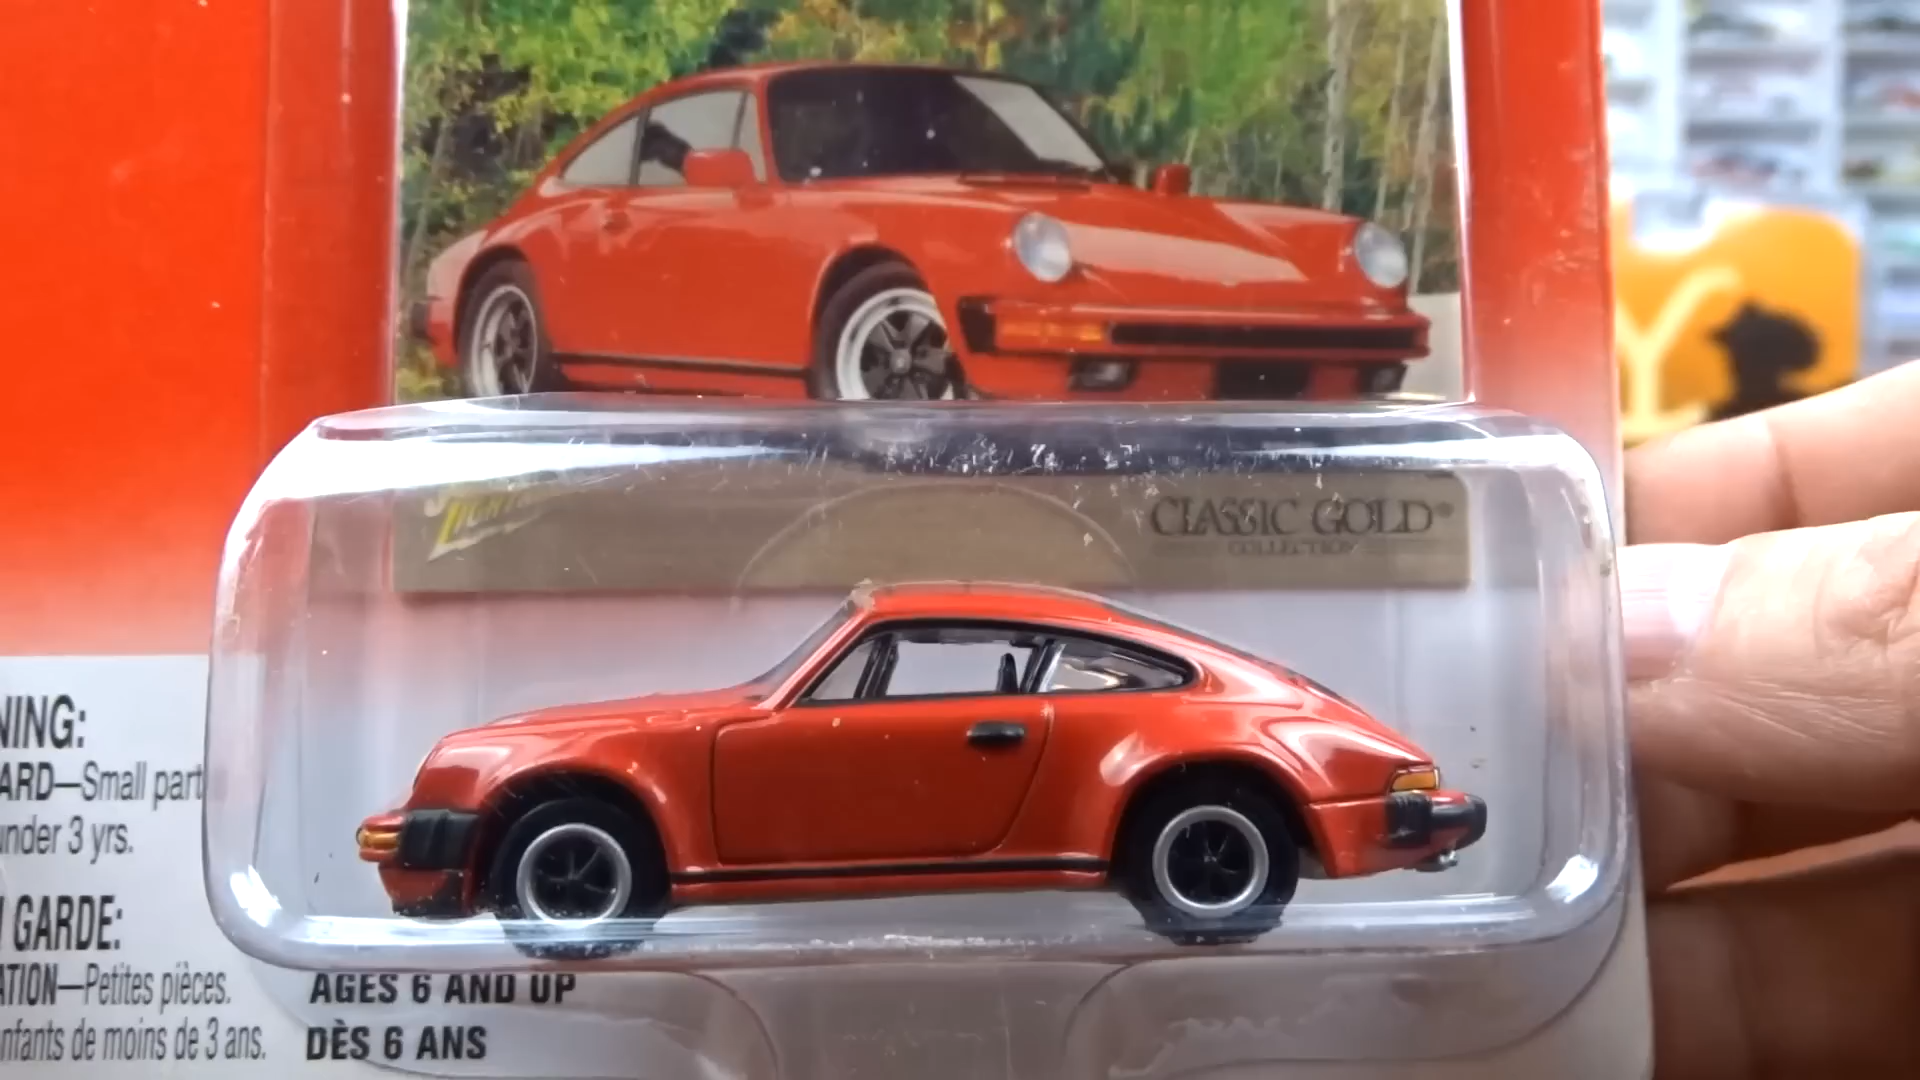 CLASSIC GOLD®
COLLECTION
NING:
ARD—Small part
under 3 yrs.
GARDE:
ATION—Petites pièces.
nfants de moins de 3 ans.
AGES 6 AND UP
DÈS 6 ANS